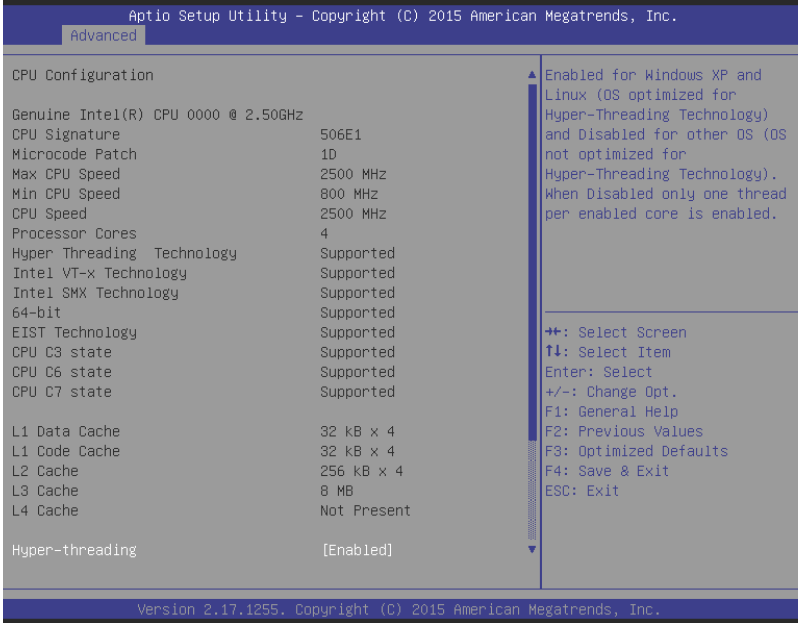 Aptio Setup Utility – Copyright (C) 2015 American Megatrends, Inc.
Advanced
CPU Configuration
Genuine Intel(R) CPU 0000 @ 2.50GHz
CPU Signature 506E1
Microcode Patch 1D
Max CPU Speed 2500 MHz
Min CPU Speed 800 MHz
CPU Speed 2500 MHz
Processor Cores 4
Hyper Threading Technology Supported
Intel VT-x Technology Supported
Intel SMX Technology Supported
64-bit Supported
EIST Technology Supported
CPU C3 state Supported
CPU C6 state Supported
CPU C7 state Supported
L1 Data Cache 32 kB x 4
L1 Code Cache 32 kB x 4
L2 Cache 256 kB x 4
L3 Cache 8 MB
L4 Cache Not Present
Hyper-threading [Enabled]
Enabled for Windows XP and
Linux (OS optimized for
Hyper-Threading Technology)
and Disabled for other OS (OS
not optimized for
Hyper-Threading Technology).
When Disabled only one thread
per enabled core is enabled.
→←: Select Screen
↑↓: Select Item
Enter: Select
+/-: Change Opt.
F1: General Help
F2: Previous Values
F3: Optimized Defaults
F4: Save & Exit
ESC: Exit
Version 2.17.1255. Copyright (C) 2015 American Megatrends, Inc.